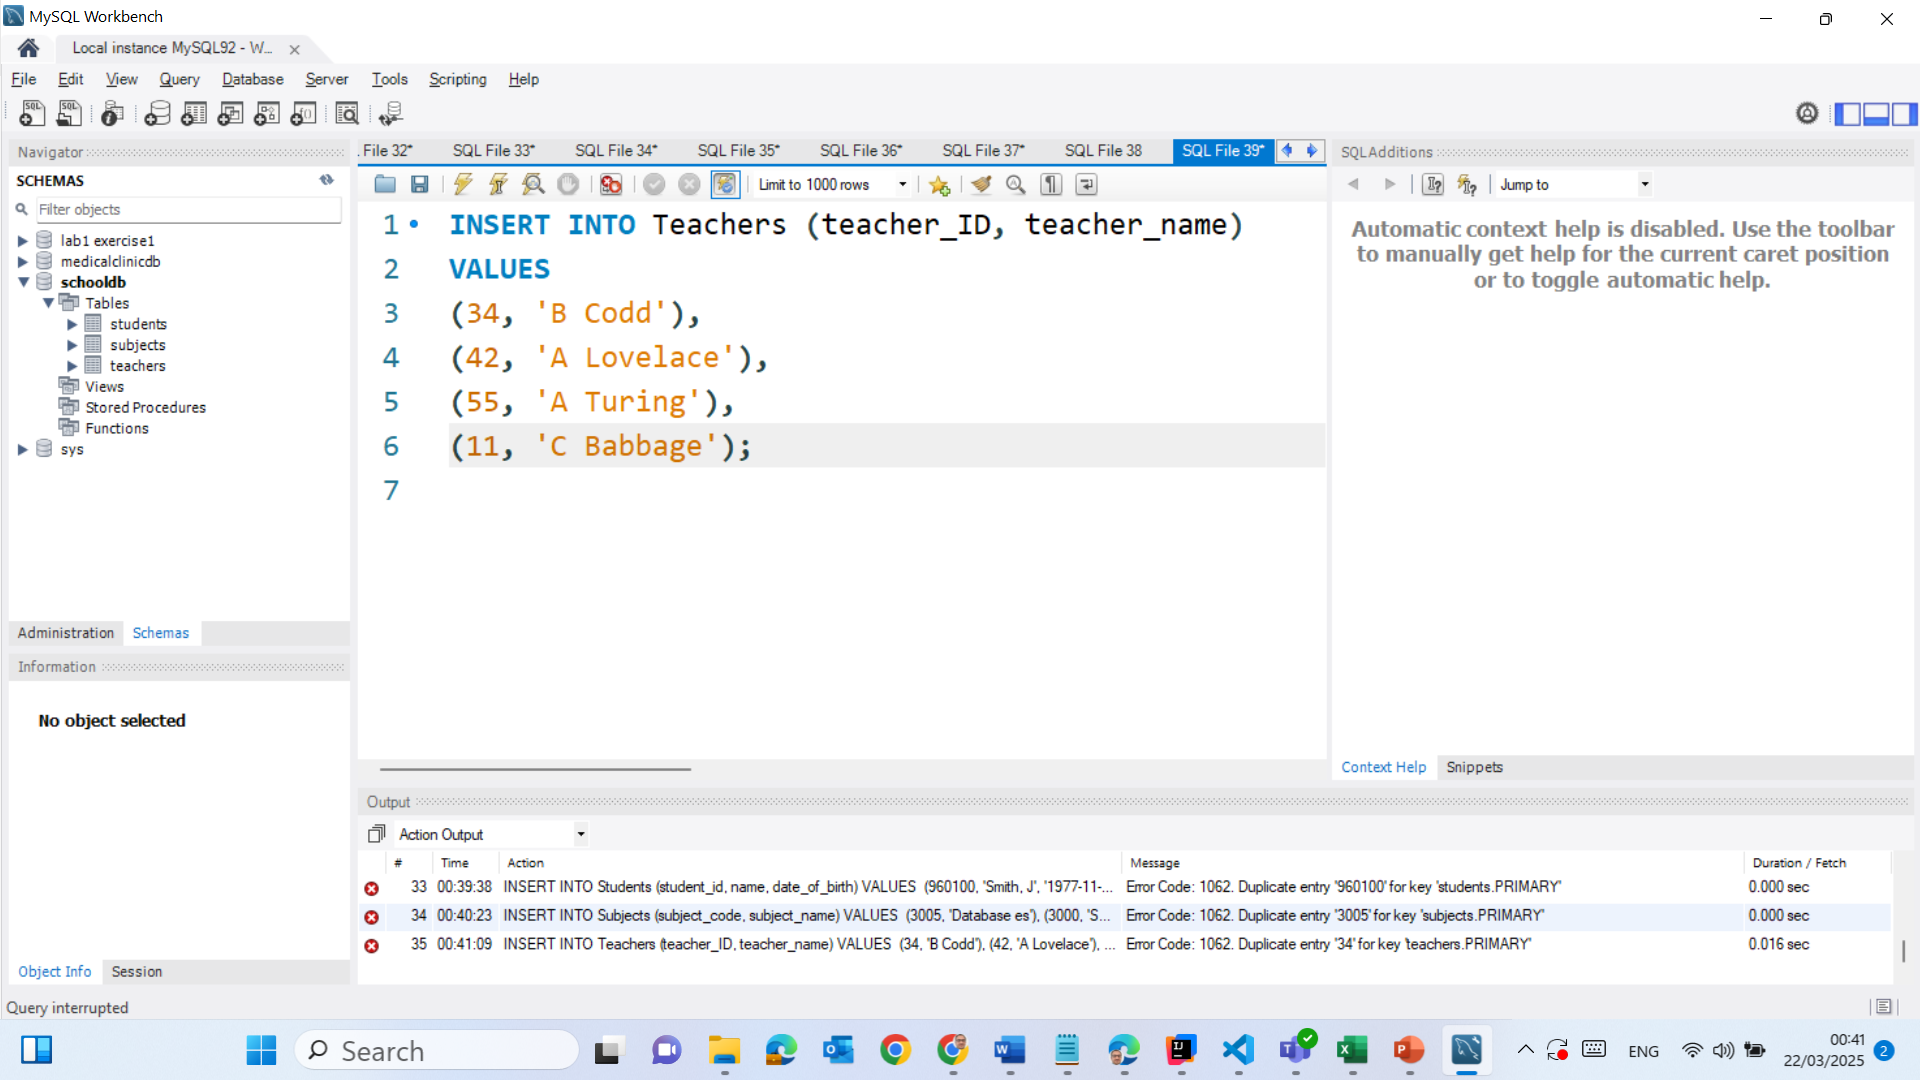 MySQL Workbench
Local instance MySQL92 - W...
File Edit View Query Database Server Tools Scripting Help
Navigator
SCHEMAS
Filter objects
lab1 exercise1
medicalclinicdb
schooldb
Tables
students
subjects
teachers
Views
Stored Procedures
Functions
sys
Administration Schemas
Information
No object selected
Object Info Session
Query interrupted
. File 32* SQL File 33* SQL File 34* SQL File 35* SQL File 36* SQL File 37* SQL File 38 SQL File 39*
Limit to 1000 rows
1 INSERT INTO Teachers (teacher_ID, teacher_name)
2 VALUES
3 (34, 'B Codd'),
4 (42, 'A Lovelace'),
5 (55, 'A Turing'),
6 (11, 'C Babbage');
7
SQLAdditions
Jump to
Automatic context help is disabled. Use the toolbar
to manually get help for the current caret position
or to toggle automatic help.
Context Help Snippets
Output
Action Output
# Time Action Message Duration / Fetch
33 00:39:38 INSERT INTO Students (student_id, name, date_of_birth) VALUES (960100, 'Smith, J', '1977-11-... Error Code: 1062. Duplicate entry '960100' for key 'students.PRIMARY' 0.000 sec
34 00:40:23 INSERT INTO Subjects (subject_code, subject_name) VALUES (3005, 'Database es'), (3000, 'S... Error Code: 1062. Duplicate entry '3005' for key 'subjects.PRIMARY' 0.000 sec
35 00:41:09 INSERT INTO Teachers (teacher_ID, teacher_name) VALUES (34, 'B Codd'), (42, 'A Lovelace'), ... Error Code: 1062. Duplicate entry '34' for key 'teachers.PRIMARY' 0.016 sec
Search
ENG
00:41
22/03/2025
2